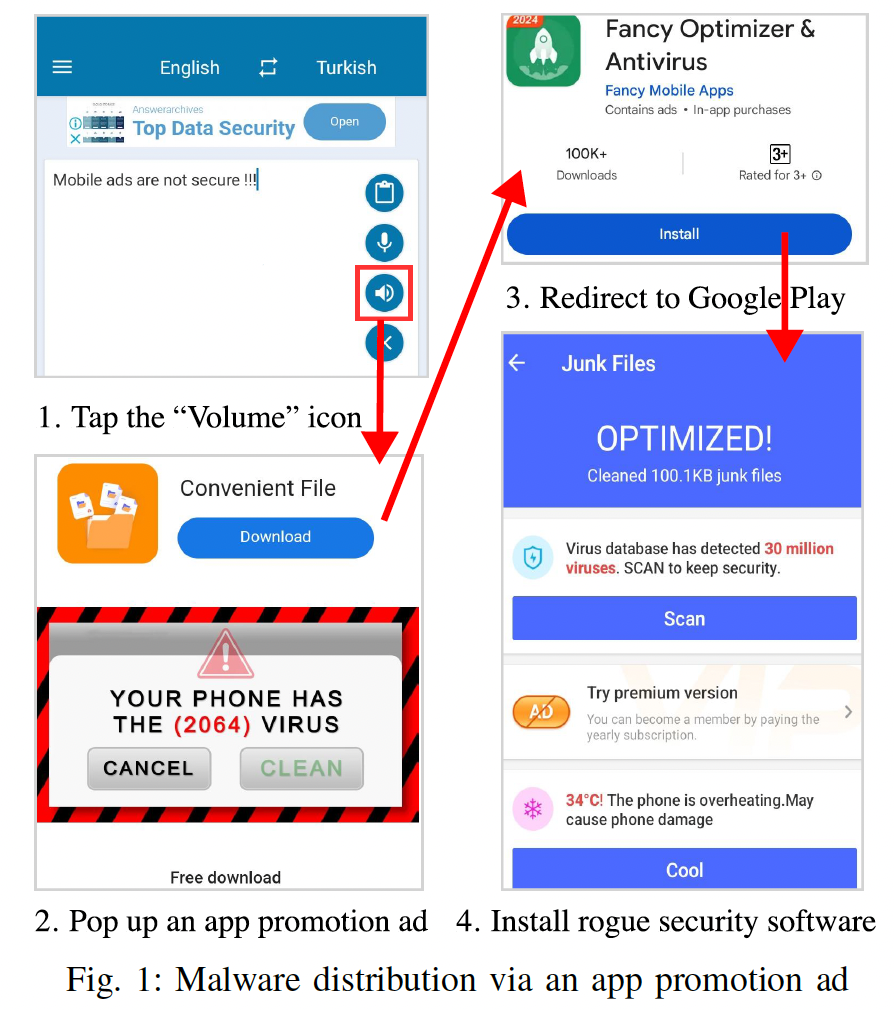 English
Turkish
Answerarchives
Top Data Security
Open
Mobile ads are not secure !!!
1. Tap the “Volume” icon
Convenient File
Download
YOUR PHONE HAS
THE (2064) VIRUS
CANCEL
CLEAN
Free download
2. Pop up an app promotion ad
2024
Fancy Optimizer &
Antivirus
Fancy Mobile Apps
Contains ads • In-app purchases
100K+
Downloads
3+
Rated for 3+
Install
3. Redirect to Google Play
Junk Files
OPTIMIZED!
Cleaned 100.1KB junk files
Virus database has detected 30 million
viruses. SCAN to keep security.
Scan
VIP
AD
Try premium version
You can become a member by paying the
yearly subscription.
34°C! The phone is overheating.May
cause phone damage
Cool
4. Install rogue security software
Fig. 1: Malware distribution via an app promotion ad